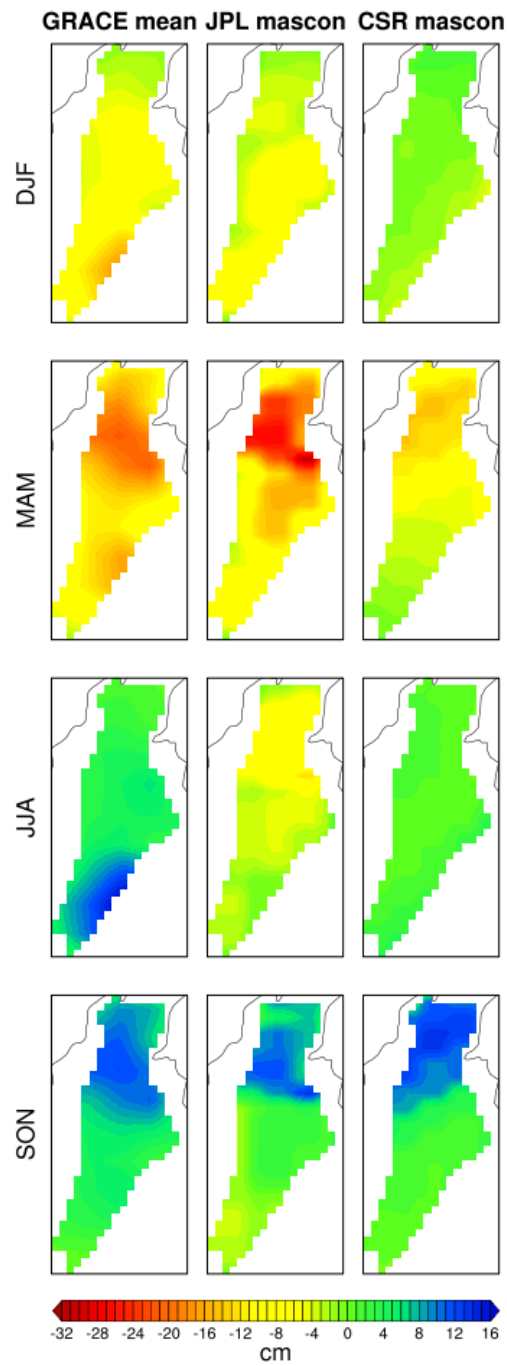 GRACE mean JPL mascon CSR mascon
DJF
MAM
JJA
SON
-32 -28 -24 -20 -16 -12 -8 -4 0 4 8 12 16
cm